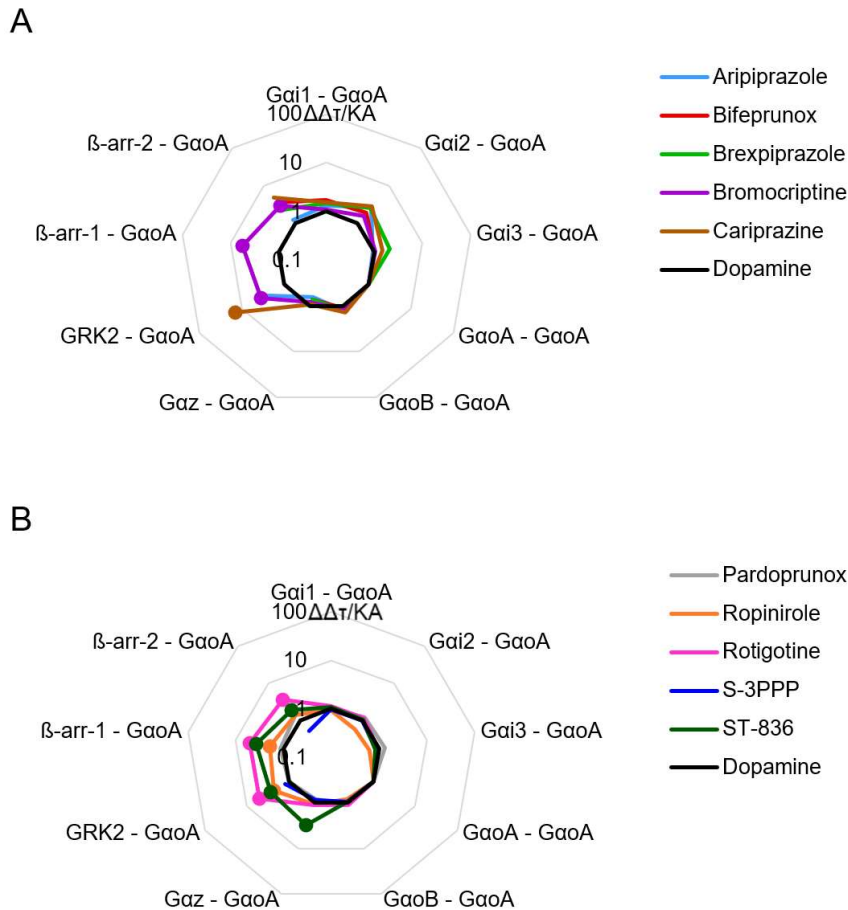 A
Gαi1 - GαoA
100ΔΔτ/KA
ß-arr-2 - GαoA
Gαi2 - GαoA
10
ß-arr-1 - GαoA
1
Gαi3 - GαoA
0.1
GRK2 - GαoA
GαoA - GαoA
Gαz - GαoA
GαoB - GαoA
Aripiprazole
Bifeprunox
Brexpiprazole
Bromocriptine
Cariprazine
Dopamine
B
Gαi1 - GαoA
100ΔΔτ/KA
ß-arr-2 - GαoA
Gαi2 - GαoA
10
ß-arr-1 - GαoA
1
Gαi3 - GαoA
0.1
GRK2 - GαoA
GαoA - GαoA
Gαz - GαoA
GαoB - GαoA
Pardoprunox
Ropinirole
Rotigotine
S-3PPP
ST-836
Dopamine